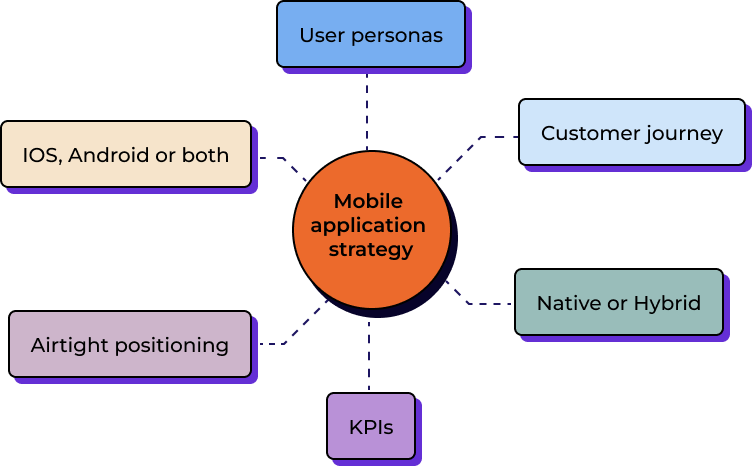 User personas
Customer journey
IOS, Android or both
Mobile
application
strategy
Native or Hybrid
Airtight positioning
KPIs